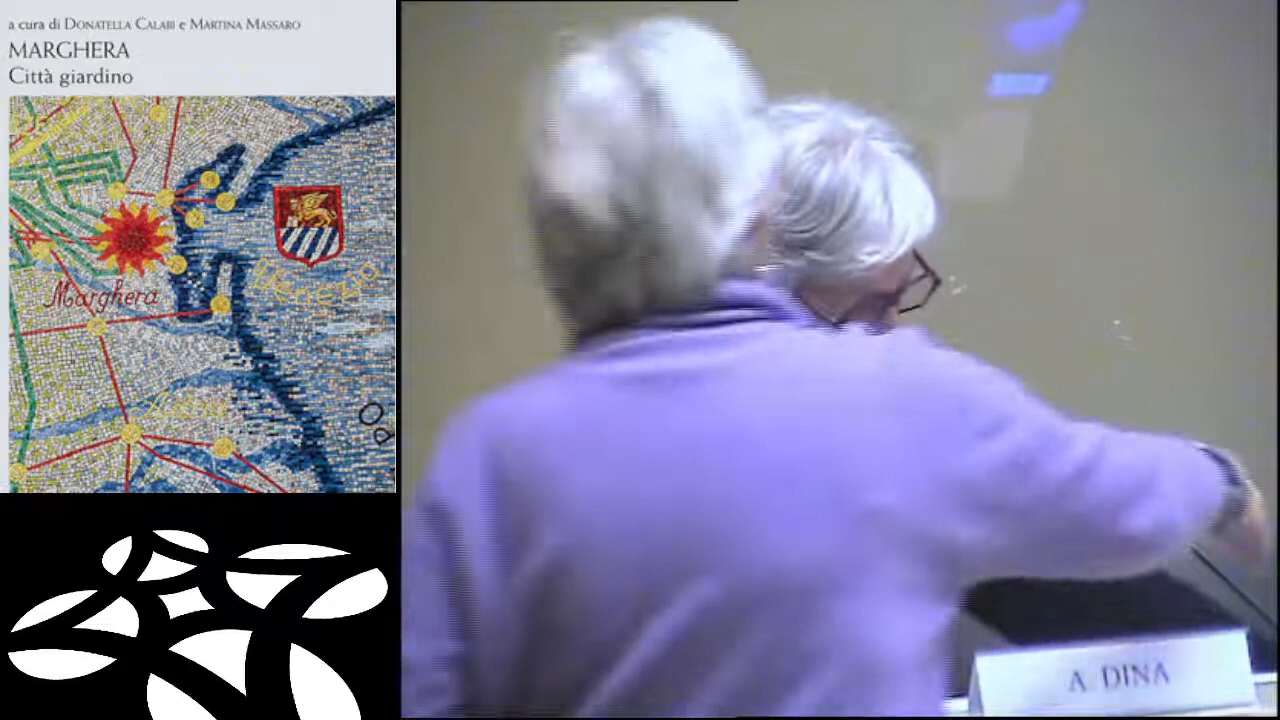 a cura di DONATELLA CALABI e MARTINA MASSARO
MARGHERA
Città giardino
Venezia
Marghera
A DINA